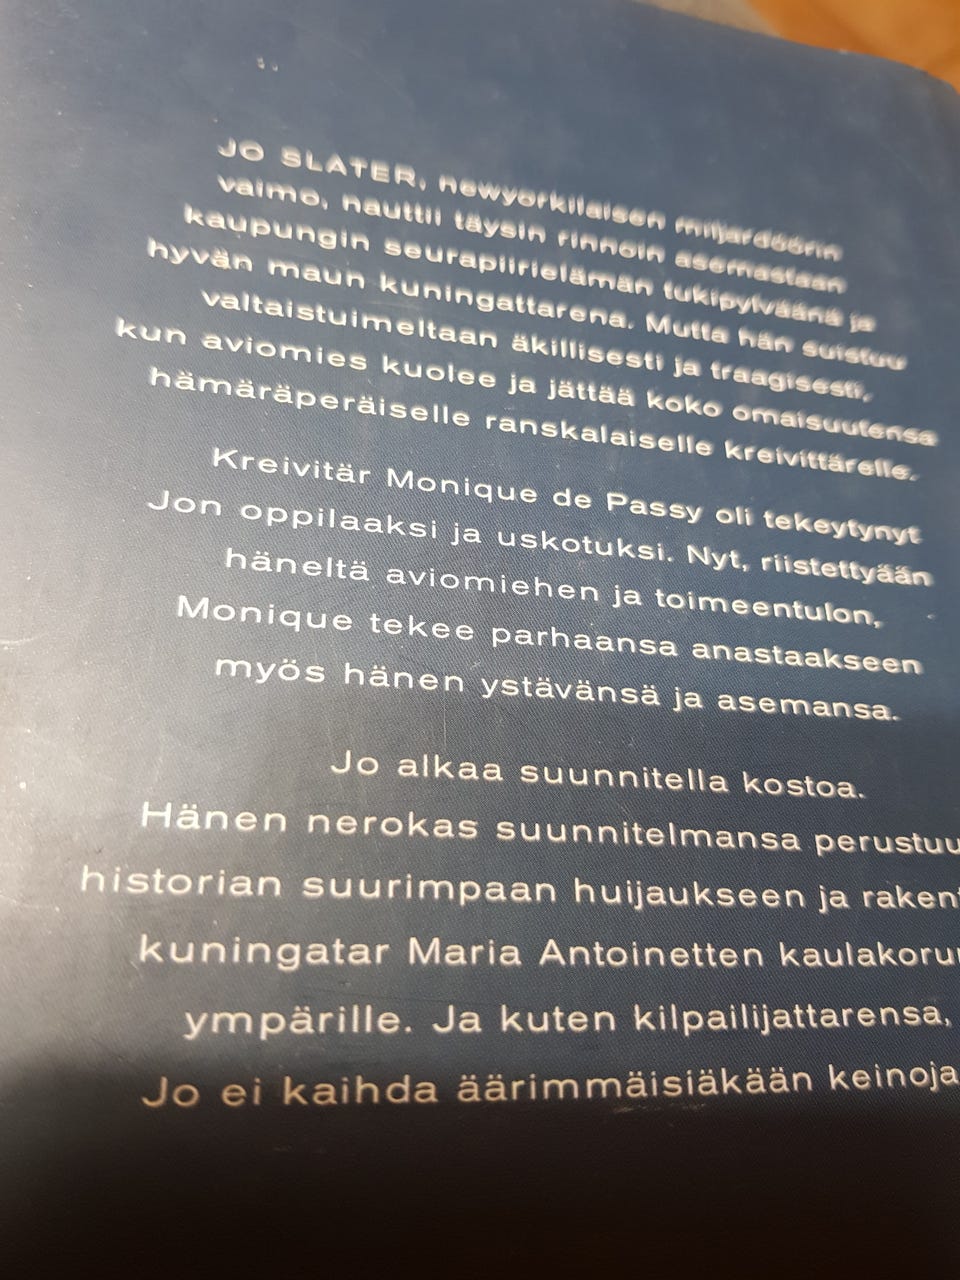 JO SLATER, newyorkilaisen miljardöörin
vaimo, nauttii täysin rinnoin asemastaan
kaupungin seurapiirielämän tukipylväänä ja
hyvän maun kuningattarena. Mutta hän suistuu
valtaistuimeltaan äkillisesti ja traagisesti,
kun aviomies kuolee ja jättää koko omaisuutensa
hämäräperäiselle ranskalaiselle kreivittärelle.
Kreivitär Monique de Passy oli tekeytynyt
Jon oppilaaksi ja uskotuksi. Nyt, riistettyään
häneltä aviomiehen ja toimeentulon,
Monique tekee parhaansa anastaakseen
myös hänen ystävänsä ja asemansa.
Jo alkaa suunnitella kostoa.
Hänen nerokas suunnitelmansa perustuu
historian suurimpaan huijaukseen ja
kuningatar Maria Antoinetten
ympärille. Ja kuten kilpailijattarensa,
Jo ei kaihda äärimmäisiäkään keinoja